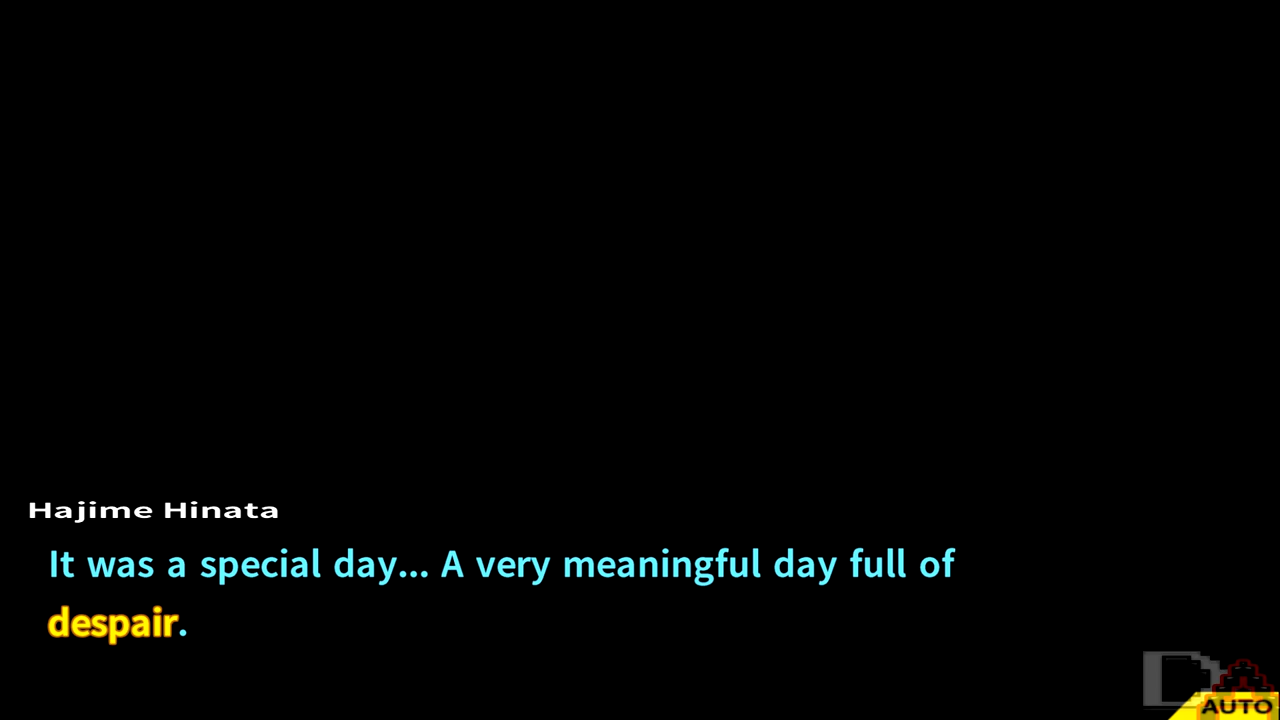 Hajime Hinata
It was a special day... A very meaningful day full of
despair.
AUTO